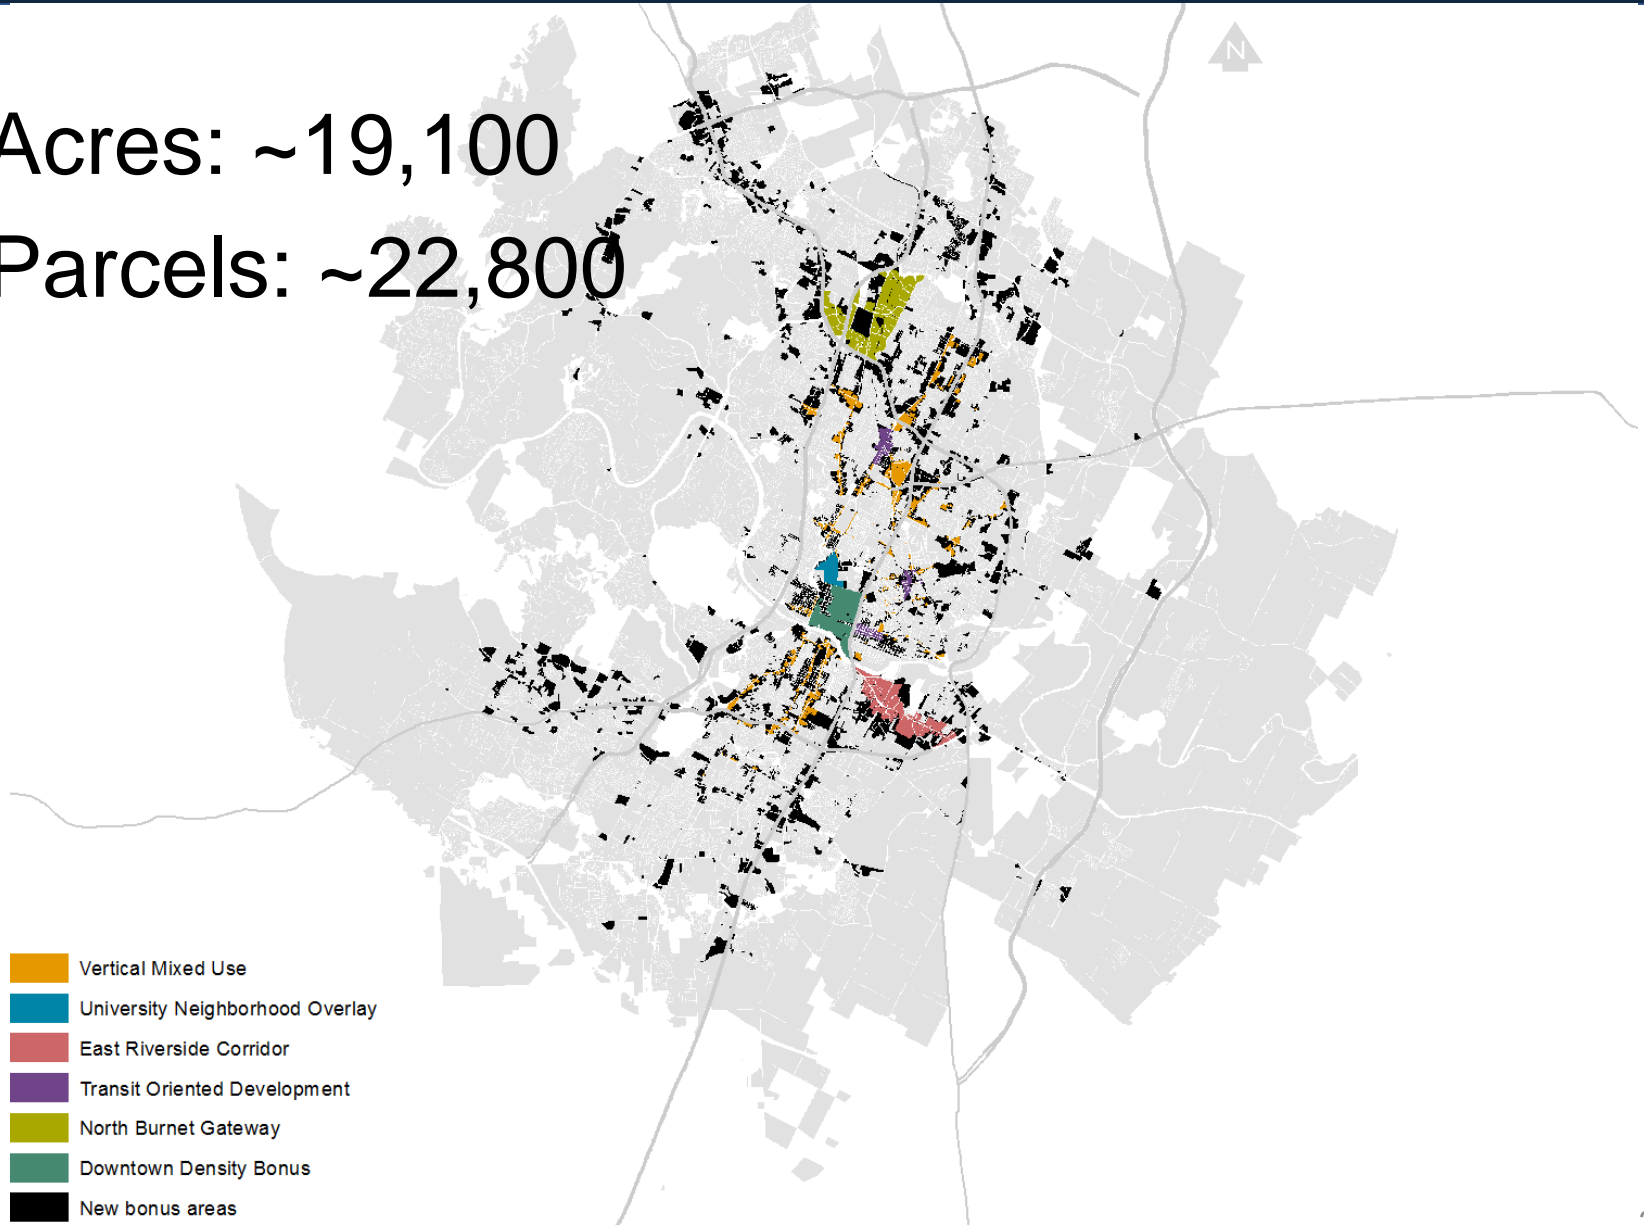 N
Acres: ~19,100
Parcels: ~22,800
Vertical Mixed Use
University Neighborhood Overlay
East Riverside Corridor
Transit Oriented Development
North Burnet Gateway
Downtown Density Bonus
New bonus areas